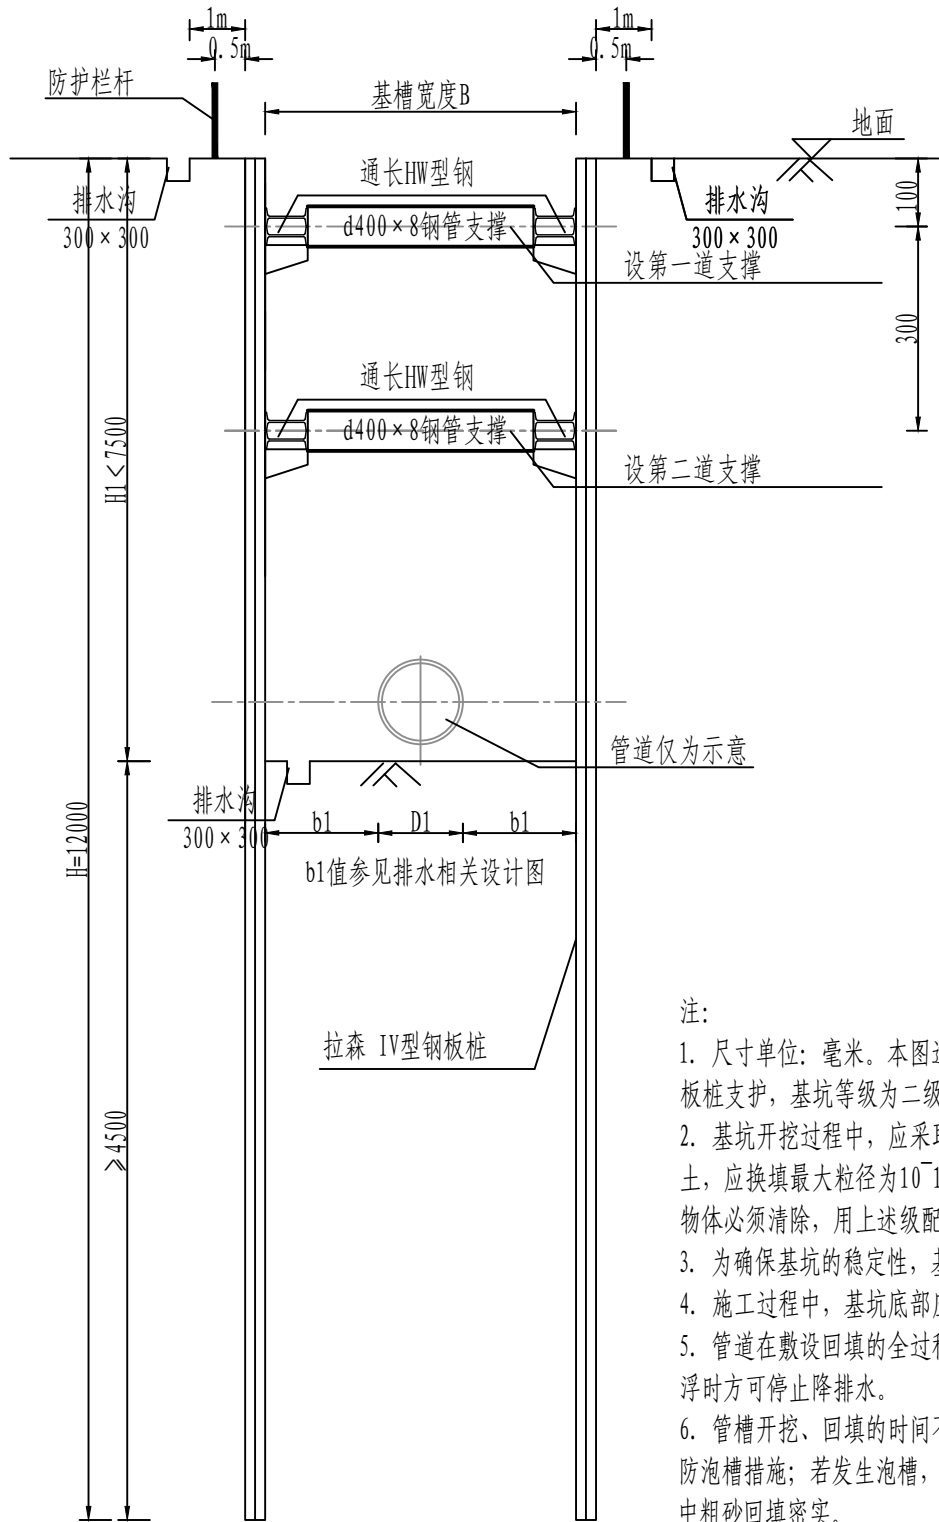 1m
1m
0.5m
0.5m
防护栏杆
基槽宽度B
地面
通长HW型钢
排水沟
300×300
d400×8钢管支撑
排水沟
300×300
100
设第一道支撑
300
通长HW型钢
d400×8钢管支撑
设第二道支撑
H1<7500
管道仅为示意
排水沟
300×300
b1
D1
b1
H=12000
b1值参见排水相关设计图
拉森 IV型钢板桩
≥4500
注:
1. 尺寸单位: 毫米。本图适
板桩支护, 基坑等级为二级
2. 基坑开挖过程中, 应采取
土, 应换填最大粒径为10~1
物体必须清除, 用上述级配
3. 为确保基坑的稳定性, 基
4. 施工过程中, 基坑底部应
5. 管道在敷设回填的全过程
浮时方可停止降排水。
6. 管槽开挖、回填的时间不
防泡槽措施; 若发生泡槽,
中粗砂回填密实。